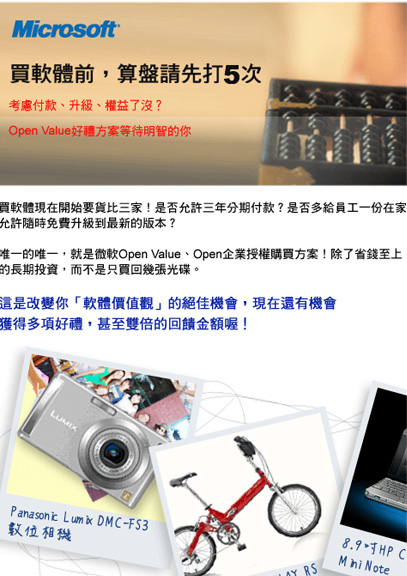 Microsoft
買軟體前，算盤請先打5次
考慮付款、升級、權益了沒？
Open Value好禮方案等待明智的你
買軟體現在開始要貨比三家！是否允許三年分期付款？是否多給員工一份在家
允許隨時免費升級到最新的版本？
唯一的唯一，就是微軟Open Value、Open企業授權購買方案！除了省錢至上
的長期投資，而不是只買回幾張光碟。
這是改變你「軟體價值觀」的絕佳機會，現在還有機會
獲得多項好禮，甚至雙倍的回饋金額喔！
LUMIX
Panasonic Lumix DMC-FS3
數位相機
RS
8.9吋HP
Mini Note